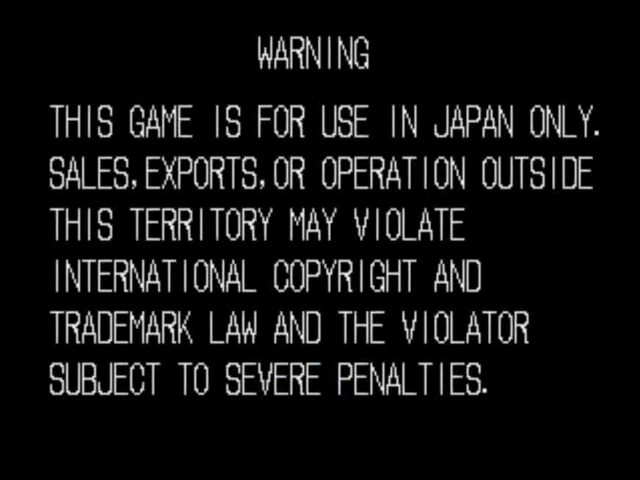 WARNING
THIS GAME IS FOR USE IN JAPAN ONLY.
SALES,EXPORTS,OR OPERATION OUTSIDE
THIS TERRITORY MAY VIOLATE
INTERNATIONAL COPYRIGHT AND
TRADEMARK LAW AND THE VIOLATOR
SUBJECT TO SEVERE PENALTIES.